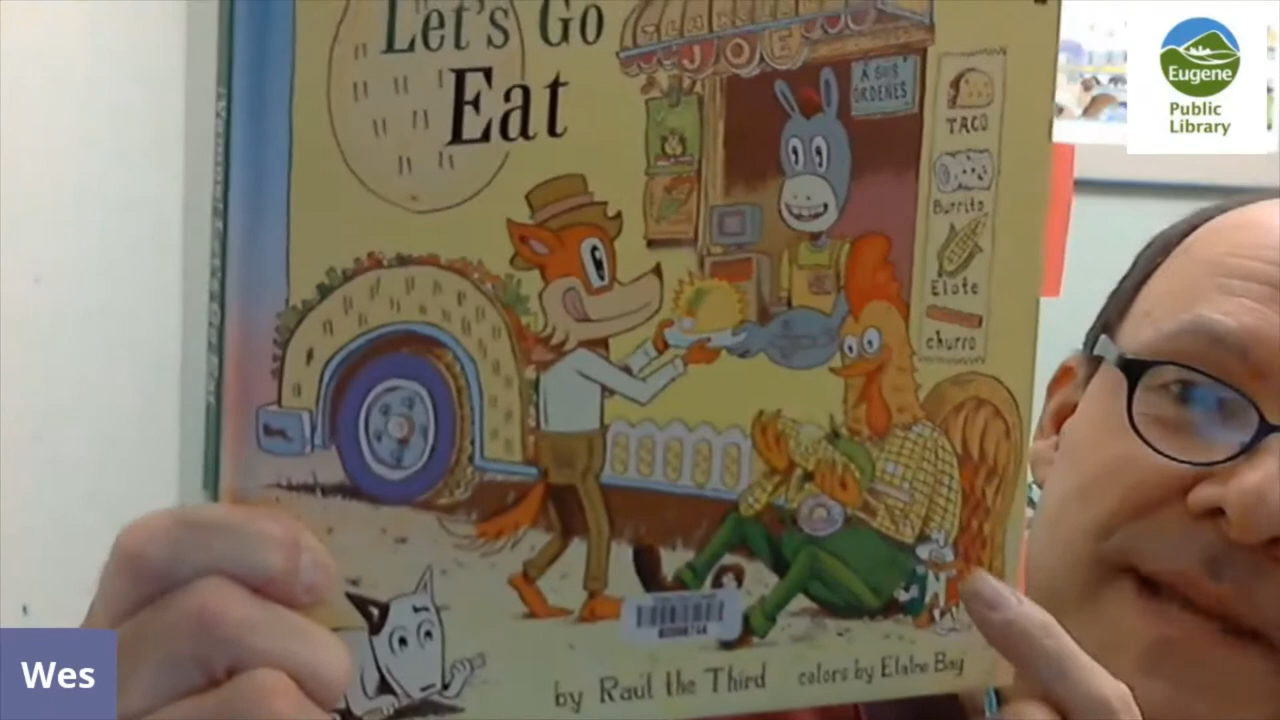 Let's Go
Eat
JOE
A SUS
ORDENES
TACO
Burrito
Elote
churro
by Raúl the Third colors by Elaine Bay
Eugene
Public
Library
Wes